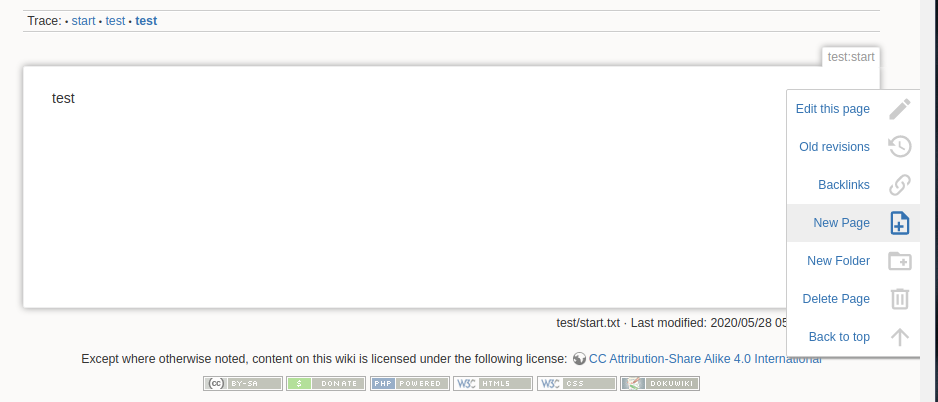 Trace: • start • test • test
test:start
test
Edit this page
Old revisions
Backlinks
New Page
New Folder
Delete Page
Back to top
test/start.txt · Last modified: 2020/05/28 05
Except where otherwise noted, content on this wiki is licensed under the following license: CC Attribution-Share Alike 4.0 International
(cc) BY-SA $ DONATE PHP POWERED W3C HTML5 W3C CSS DOKUWIKI